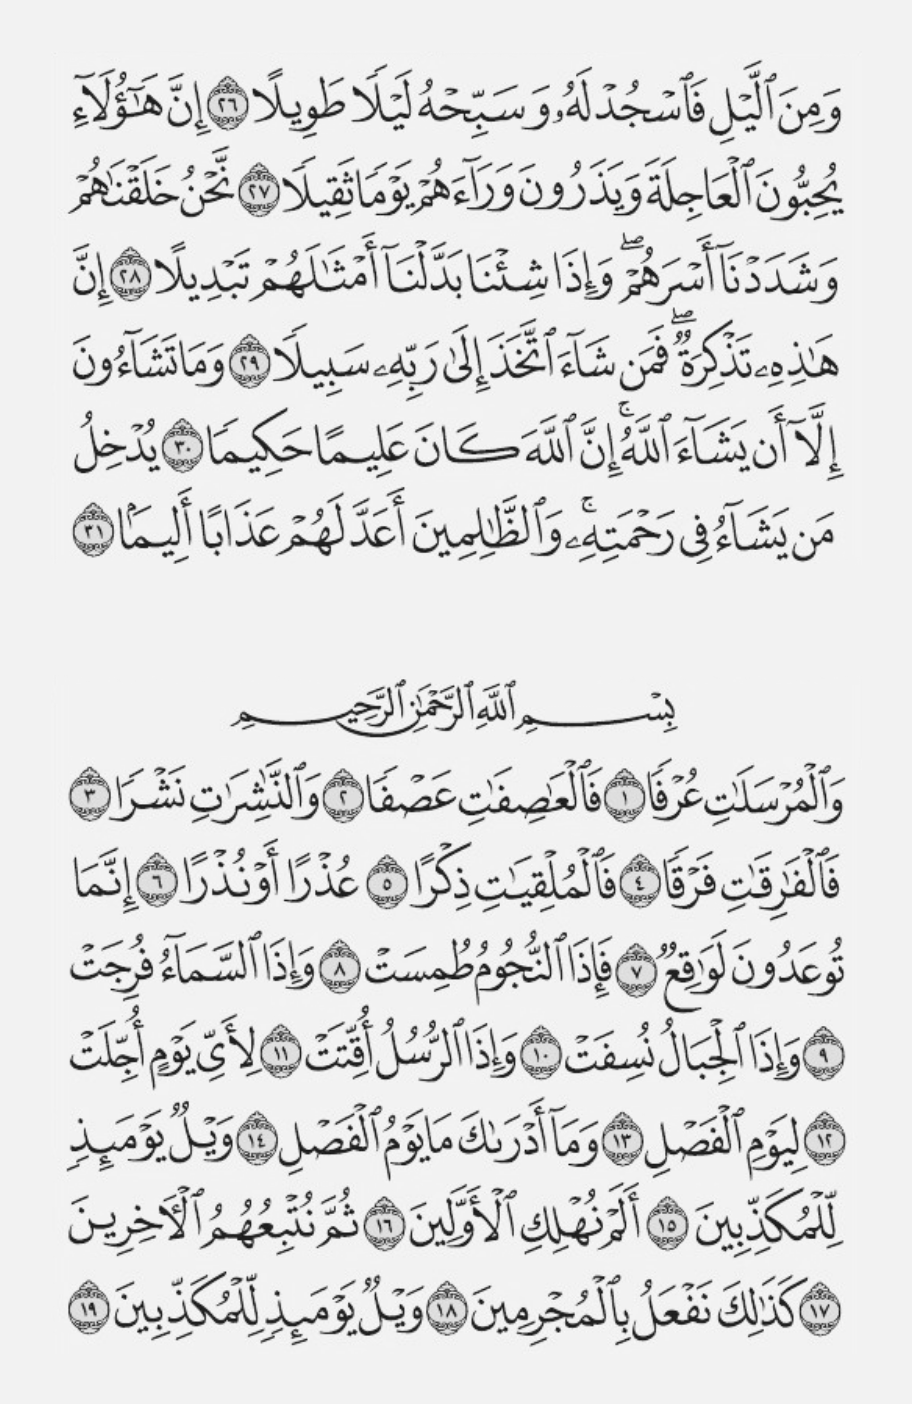 وَمِنَ ٱلَّيۡلِ فَٱسۡجُدۡ لَهُۥ وَسَبِّحۡهُ لَيۡلٗا طَوِيلًا ٢٦ إِنَّ هَٰٓؤُلَآءِ
يُحِبُّونَ ٱلۡعَاجِلَةَ وَيَذَرُونَ وَرَآءَهُمۡ يَوۡمٗا ثَقِيلٗا ٢٧ نَّحۡنُ خَلَقۡنَٰهُمۡ
وَشَدَدۡنَآ أَسۡرَهُمۡۖ وَإِذَا شِئۡنَا بَدَّلۡنَآ أَمۡثَٰلَهُمۡ تَبۡدِيلًا ٢٨ إِنَّ
هَٰذِهِۦ تَذۡكِرَةٞۖ فَمَن شَآءَ ٱتَّخَذَ إِلَىٰ رَبِّهِۦ سَبِيلٗا ٢٩ وَمَا تَشَآءُونَ
إِلَّآ أَن يَشَآءَ ٱللَّهُۚ إِنَّ ٱللَّهَ كَانَ عَلِيمًا حَكِيمٗا ٣٠ يُدۡخِلُ
مَن يَشَآءُ فِي رَحۡمَتِهِۦۚ وَٱلظَّٰلِمِينَ أَعَدَّ لَهُمۡ عَذَابًا أَلِيمَۢا ٣١
بِسۡمِ ٱللَّهِ ٱلرَّحۡمَٰنِ ٱلرَّحِيمِ
وَٱلۡمُرۡسَلَٰتِ عُرۡفٗا ١ فَٱلۡعَٰصِفَٰتِ عَصۡفٗا ٢ وَٱلنَّٰشِرَٰتِ نَشۡرٗا ٣
فَٱلۡفَٰرِقَٰتِ فَرۡقٗا ٤ فَٱلۡمُلۡقِيَٰتِ ذِكۡرًا ٥ عُذۡرًا أَوۡ نُذۡرًا ٦ إِنَّمَا
تُوعَدُونَ لَوَٰقِعٞ ٧ فَإِذَا ٱلنُّجُومُ طُمِسَتۡ ٨ وَإِذَا ٱلسَّمَآءُ فُرِجَتۡ
٩ وَإِذَا ٱلۡجِبَالُ نُسِفَتۡ ١٠ وَإِذَا ٱلرُّسُلُ أُقِّتَتۡ ١١ لِأَيِّ يَوۡمٍ أُجِّلَتۡ
١٢ لِيَوۡمِ ٱلۡفَصۡلِ ١٣ وَمَآ أَدۡرَىٰكَ مَا يَوۡمُ ٱلۡفَصۡلِ ١٤ وَيۡلٞ يَوۡمَئِذٖ
لِّلۡمُكَذِّبِينَ ١٥ أَلَمۡ نُهۡلِكِ ٱلۡأَوَّلِينَ ١٦ ثُمَّ نُتۡبِعُهُمُ ٱلۡأٓخِرِينَ
١٧ كَذَٰلِكَ نَفۡعَلُ بِٱلۡمُجۡرِمِينَ ١٨ وَيۡلٞ يَوۡمَئِذٖ لِّلۡمُكَذِّبِينَ ١٩